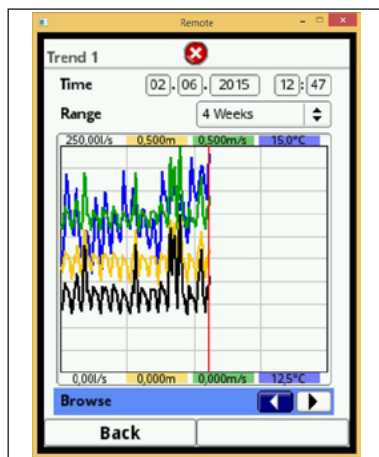 Remote
Trend 1
Time 02.06.2015 12:47
Range 4 Weeks
250,00l/s 0,500m 0,500m/s 15,0°C
0,00l/s 0,000m 0,000m/s 12,5°C
Browse
Back